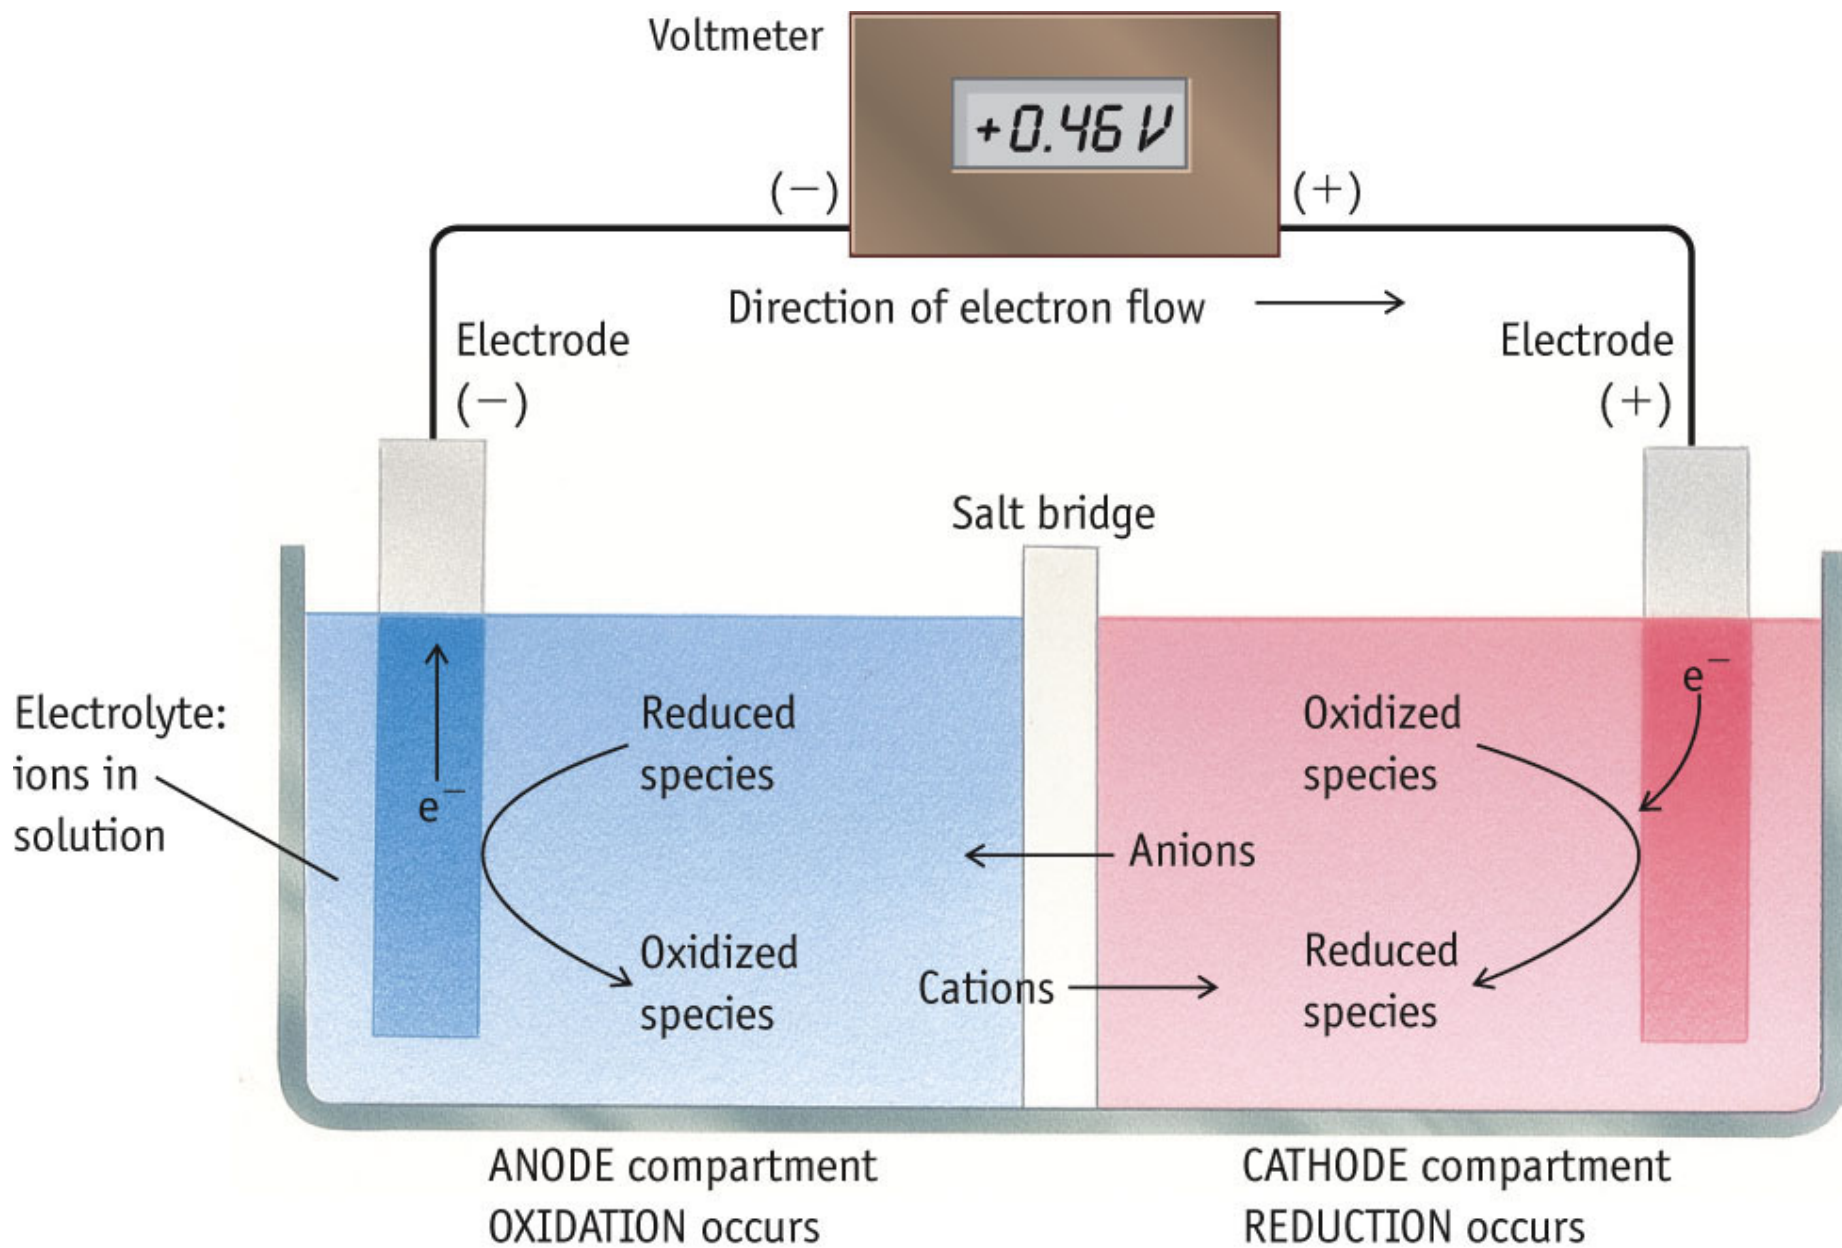 Voltmeter
+0.46 V
(−)
(+)
Direction of electron flow
Electrode
(−)
Electrode
(+)
Salt bridge
Electrolyte:
ions in
solution
e⁻
Reduced
species
Oxidized
species
Anions
Cations
Oxidized
species
Reduced
species
e⁻
ANODE compartment
OXIDATION occurs
CATHODE compartment
REDUCTION occurs